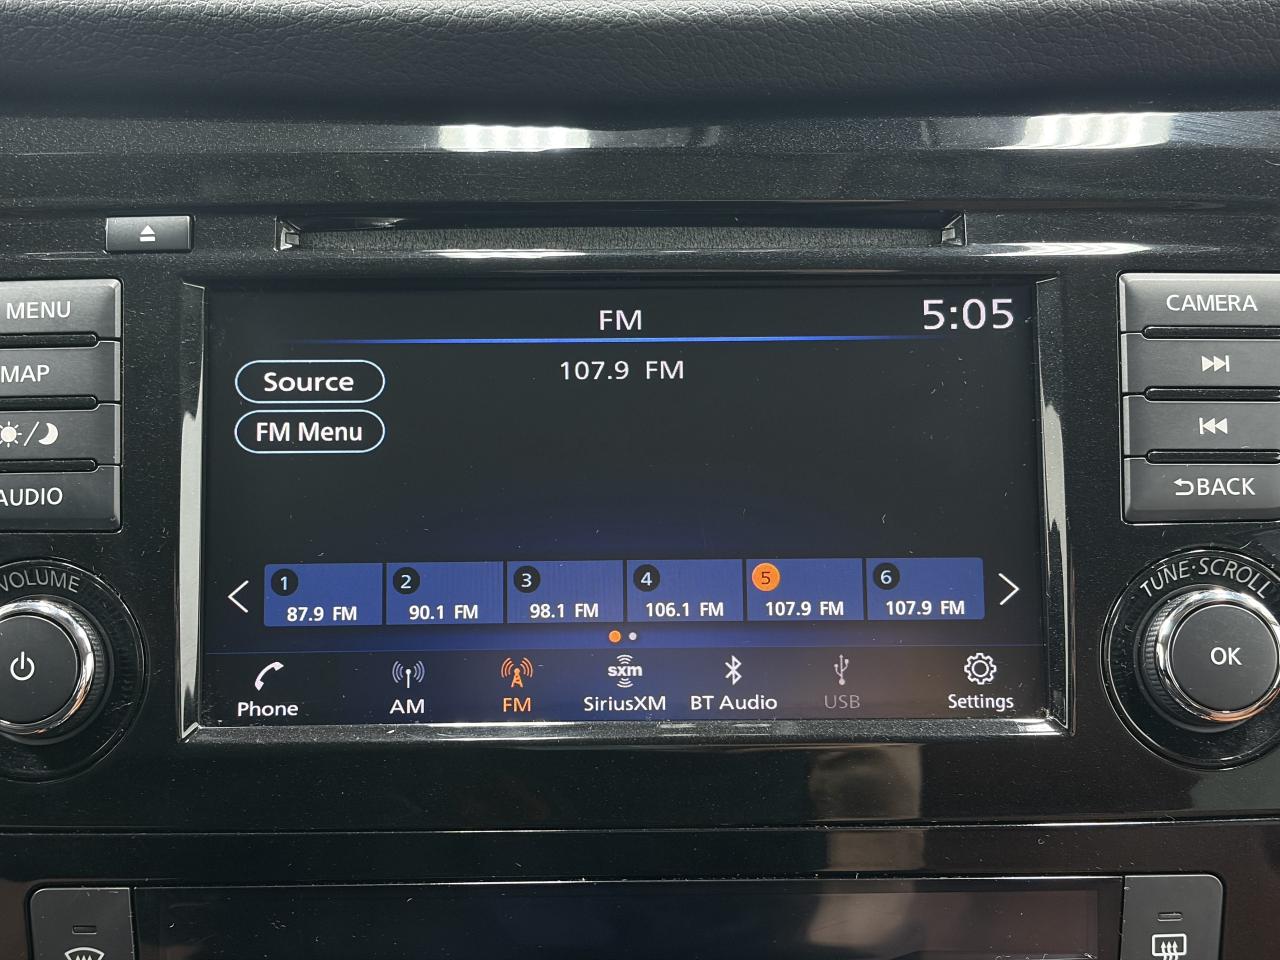 MENU
MAP
AUDIO
VOLUME
FM
5:05
107.9 FM
Source
FM Menu
1
87.9 FM
2
90.1 FM
3
98.1 FM
4
106.1 FM
5
107.9 FM
6
107.9 FM
Phone
AM
FM
sxm
SiriusXM
BT Audio
USB
Settings
CAMERA
BACK
TUNE·SCROLL
OK